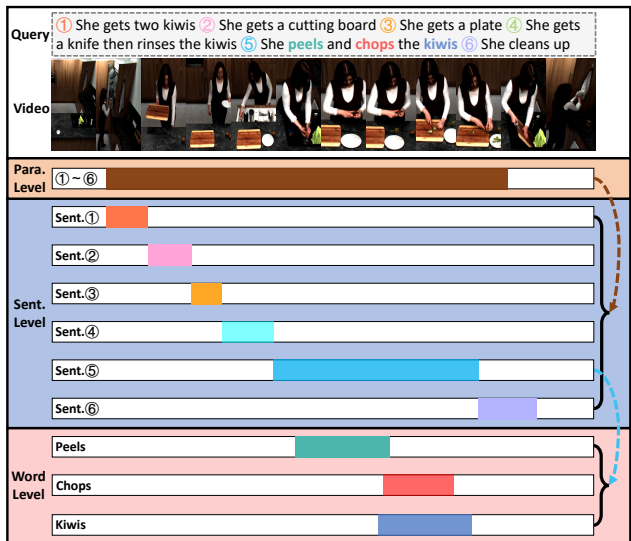 Query
① She gets two kiwis ② She gets a cutting board ③ She gets a plate ④ She gets
a knife then rinses the kiwis ⑤ She peels and chops the kiwis ⑥ She cleans up
Video
Para.
Level
①~⑥
Sent.
Level
Sent.①
Sent.②
Sent.③
Sent.④
Sent.⑤
Sent.⑥
Word
Level
Peels
Chops
Kiwis